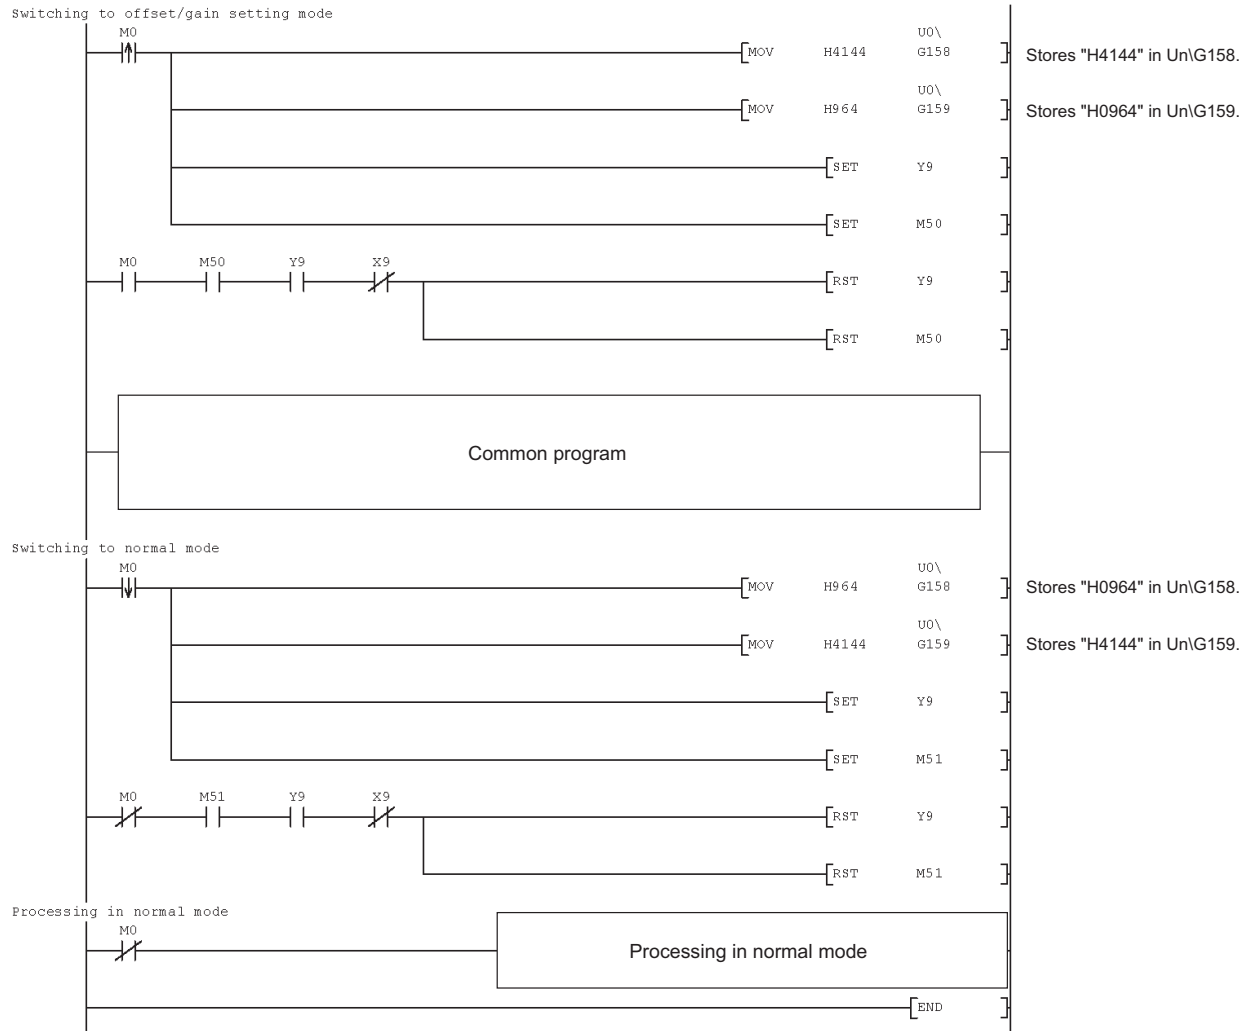 Switching to offset/gain setting mode
M0
U0\
MOV H4144 G158 Stores "H4144" in Un\G158.
U0\
MOV H964 G159 Stores "H0964" in Un\G159.
SET Y9
SET M50
M0 M50 Y9 X9
RST Y9
RST M50
Common program
Switching to normal mode
M0
U0\
MOV H964 G158 Stores "H0964" in Un\G158.
U0\
MOV H4144 G159 Stores "H4144" in Un\G159.
SET Y9
SET M51
M0 M51 Y9 X9
RST Y9
RST M51
Processing in normal mode
M0
Processing in normal mode
END